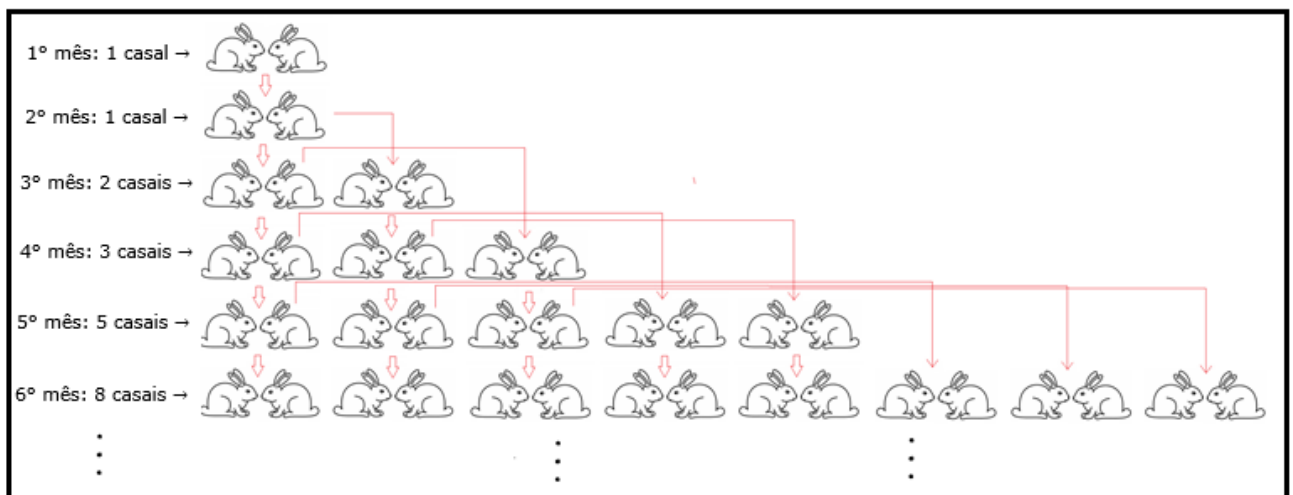 1° mês: 1 casal →
2° mês: 1 casal →
3° mês: 2 casais →
4° mês: 3 casais →
5° mês: 5 casais →
6° mês: 8 casais →